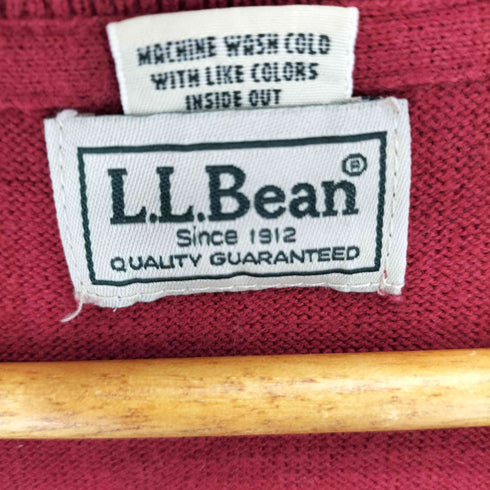 MACHINE WASH COLD
WITH LIKE COLORS
INSIDE OUT
L.L.Bean®
Since 1912
QUALITY GUARANTEED